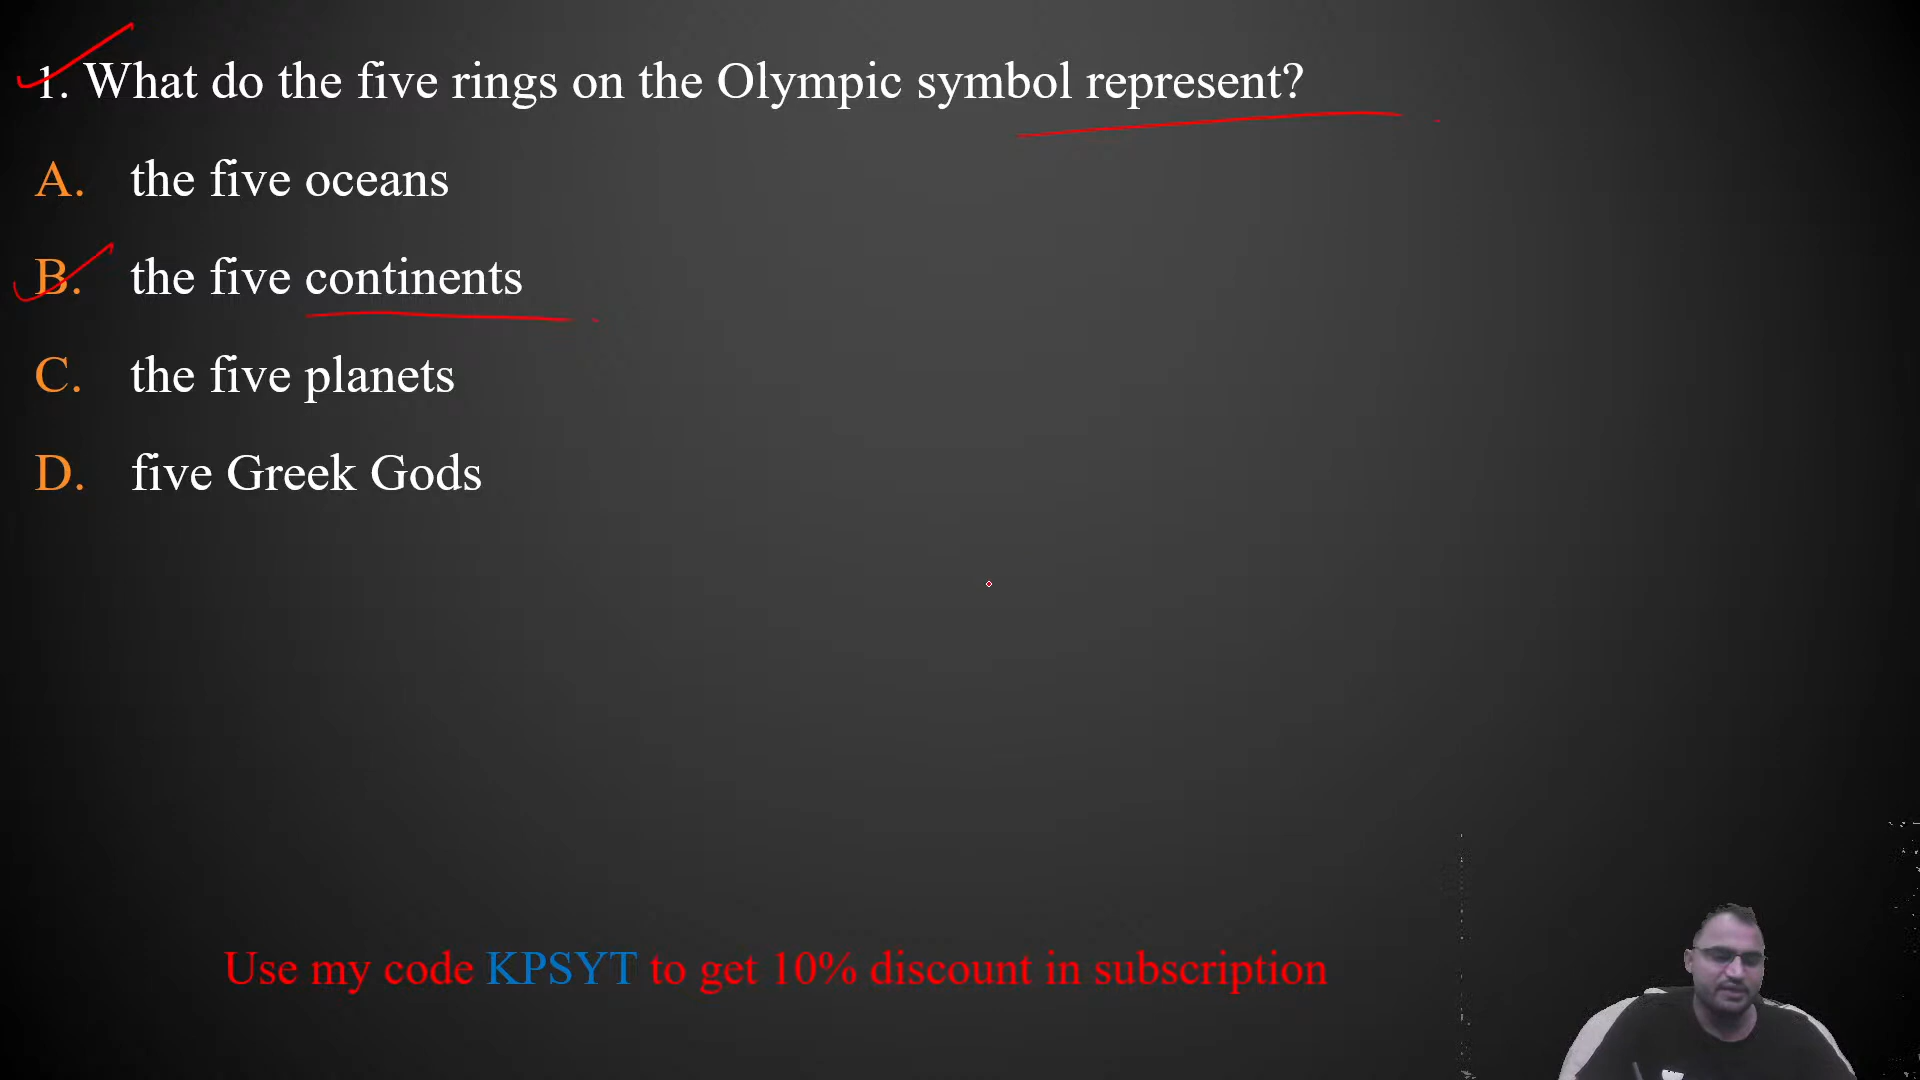 1. What do the five rings on the Olympic symbol represent?
A. the five oceans
B. the five continents
C. the five planets
D. five Greek Gods
Use my code KPSYT to get 10% discount in subscription